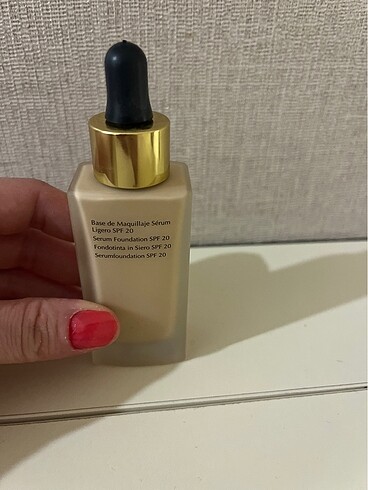 Base de Maquillaje Sérum
Ligero SPF 20
Serum Foundation SPF 20
Fondotinta in Siero SPF 20
Serumfoundation SPF 20